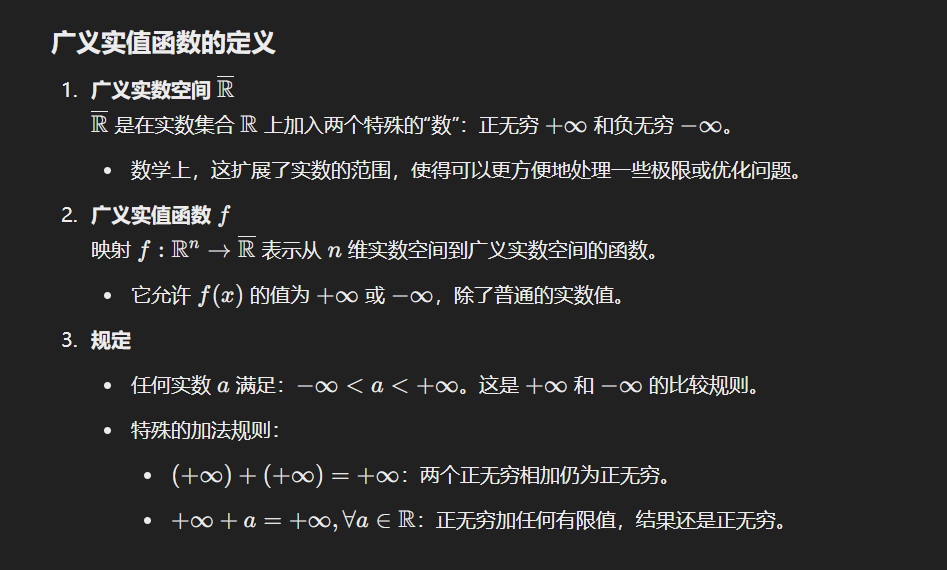 广义实值函数的定义
1. 广义实数空间 $\overline{\mathbb{R}}$
$\overline{\mathbb{R}}$ 是在实数集合 $\mathbb{R}$ 上加入两个特殊的“数”：正无穷 $+\infty$ 和负无穷 $-\infty$。
• 数学上，这扩展了实数的范围，使得可以更方便地处理一些极限或优化问题。
2. 广义实值函数 $f$
映射 $f : \mathbb{R}^n \to \overline{\mathbb{R}}$ 表示从 $n$ 维实数空间到广义实数空间的函数。
• 它允许 $f(x)$ 的值为 $+\infty$ 或 $-\infty$，除了普通的实数值。
3. 规定
• 任何实数 $a$ 满足：$-\infty < a < +\infty$。这是 $+\infty$ 和 $-\infty$ 的比较规则。
• 特殊的加法规则：
• $(+\infty) + (+\infty) = +\infty$：两个正无穷相加仍为正无穷。
• $+\infty + a = +\infty, \forall a \in \mathbb{R}$：正无穷加任何有限值，结果还是正无穷。